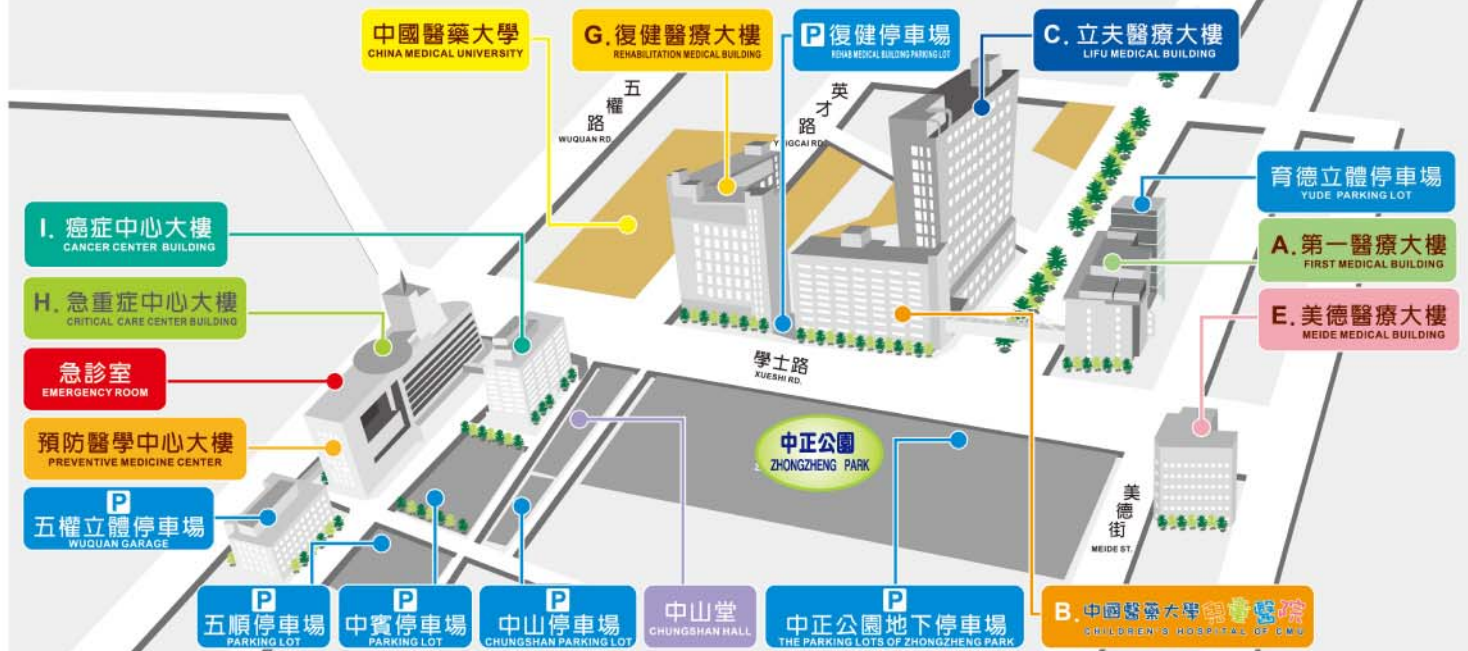 中國醫藥大學
CHINA MEDICAL UNIVERSITY
G.復健醫療大樓
REHABILITATION MEDICAL BUILDING
P 復健停車場
REHAB MEDICAL BUILDING PARKING LOT
C. 立夫醫療大樓
LIFU MEDICAL BUILDING
五權路
WUQUAN RD.
英才路
YINGCAI RD.
育德立體停車場
YUDE PARKING LOT
I. 癌症中心大樓
CANCER CENTER BUILDING
A.第一醫療大樓
FIRST MEDICAL BUILDING
H. 急重症中心大樓
CRITICAL CARE CENTER BUILDING
E.美德醫療大樓
MEIDE MEDICAL BUILDING
急診室
EMERGENCY ROOM
學士路
XUESHI RD.
預防醫學中心大樓
PREVENTIVE MEDICINE CENTER
中正公園
ZHONGZHENG PARK
P
五權立體停車場
WUQUAN GARAGE
美德街
MEIDE ST.
P
五順停車場
PARKING LOT
P
中賓停車場
PARKING LOT
P
中山停車場
CHUNGSHAN PARKING LOT
中山堂
CHUNGSHAN HALL
P
中正公園地下停車場
THE PARKING LOTS OF ZHONGZHENG PARK
B. 中國醫藥大學兒童醫院
CHILDREN'S HOSPITAL OF CMU